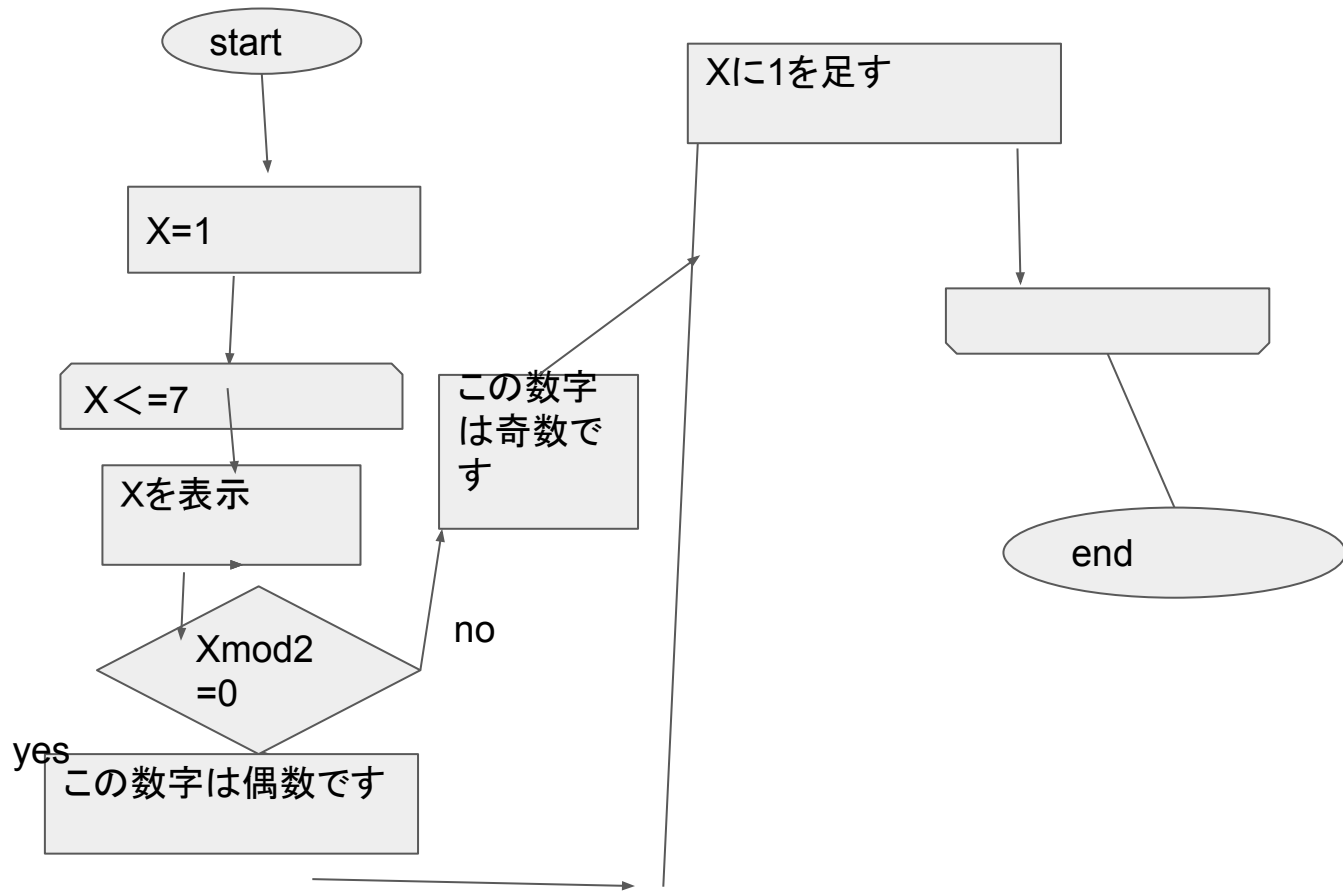 start
X=1
X＜=7
Xを表示
Xmod2
=0
yes
この数字は偶数です
no
この数字
は奇数で
す
Xに1を足す
end